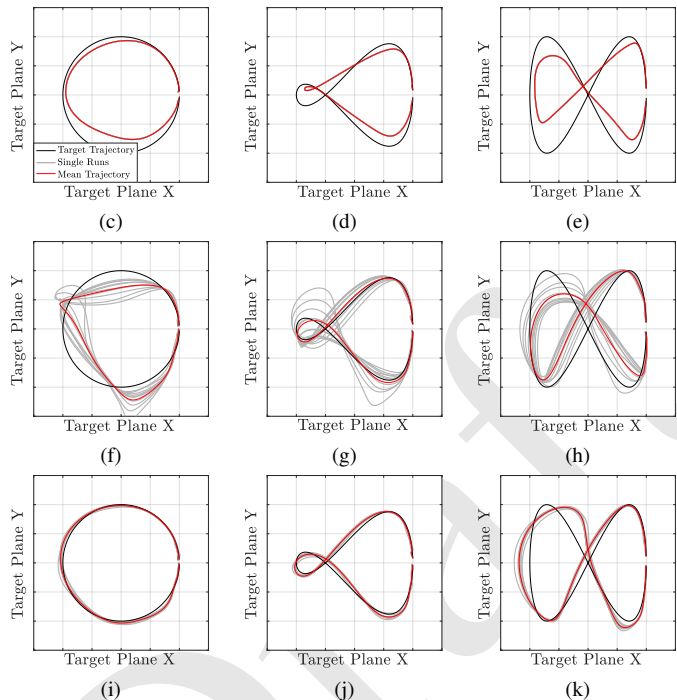 Target Plane Y
Target Trajectory
Single Runs
Mean Trajectory
Target Plane X
(c)
Target Plane Y
Target Plane X
(d)
Target Plane Y
Target Plane X
(e)
Target Plane Y
Target Plane X
(f)
Target Plane Y
Target Plane X
(g)
Target Plane Y
Target Plane X
(h)
Target Plane Y
Target Plane X
(i)
Target Plane Y
Target Plane X
(j)
Target Plane Y
Target Plane X
(k)